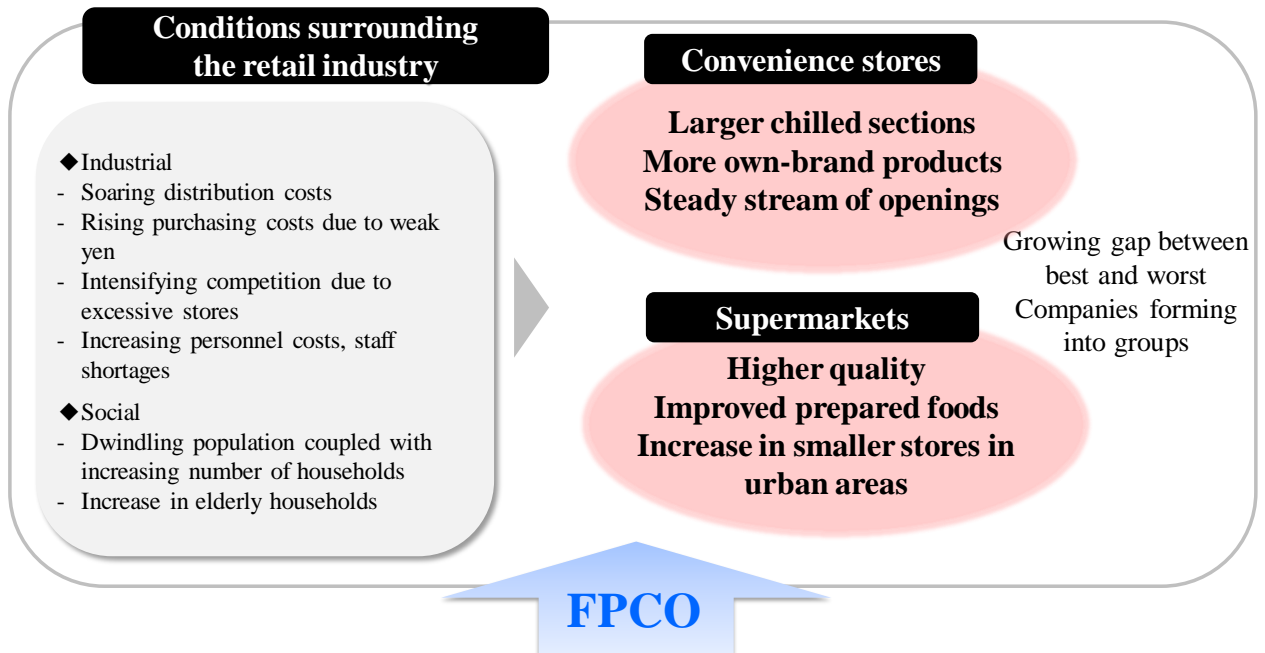 Conditions surrounding
the retail industry
◆Industrial
- Soaring distribution costs
- Rising purchasing costs due to weak
yen
- Intensifying competition due to
excessive stores
- Increasing personnel costs, staff
shortages
◆Social
- Dwindling population coupled with
increasing number of households
- Increase in elderly households
Convenience stores
Larger chilled sections
More own-brand products
Steady stream of openings
Supermarkets
Higher quality
Improved prepared foods
Increase in smaller stores in
urban areas
Growing gap between
best and worst
Companies forming
into groups
FPCO